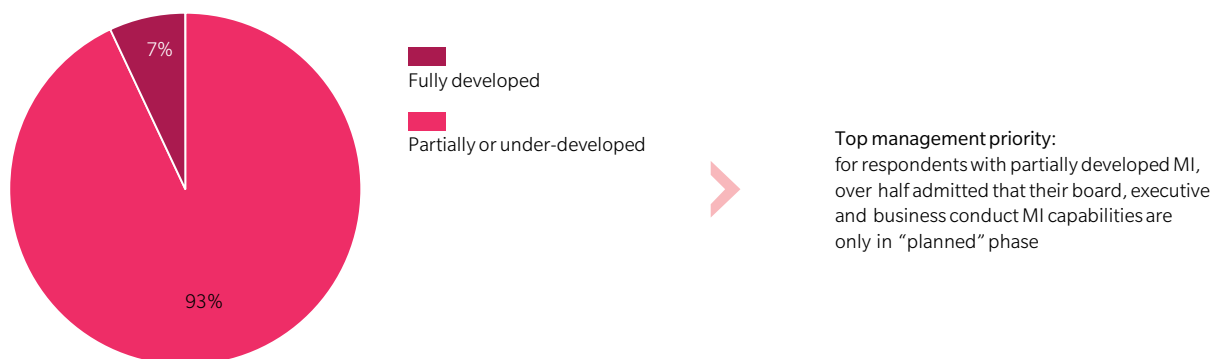 7%
93%
Fully developed
Partially or under-developed
Top management priority:
for respondents with partially developed MI,
over half admitted that their board, executive
and business conduct MI capabilities are
only in “planned” phase